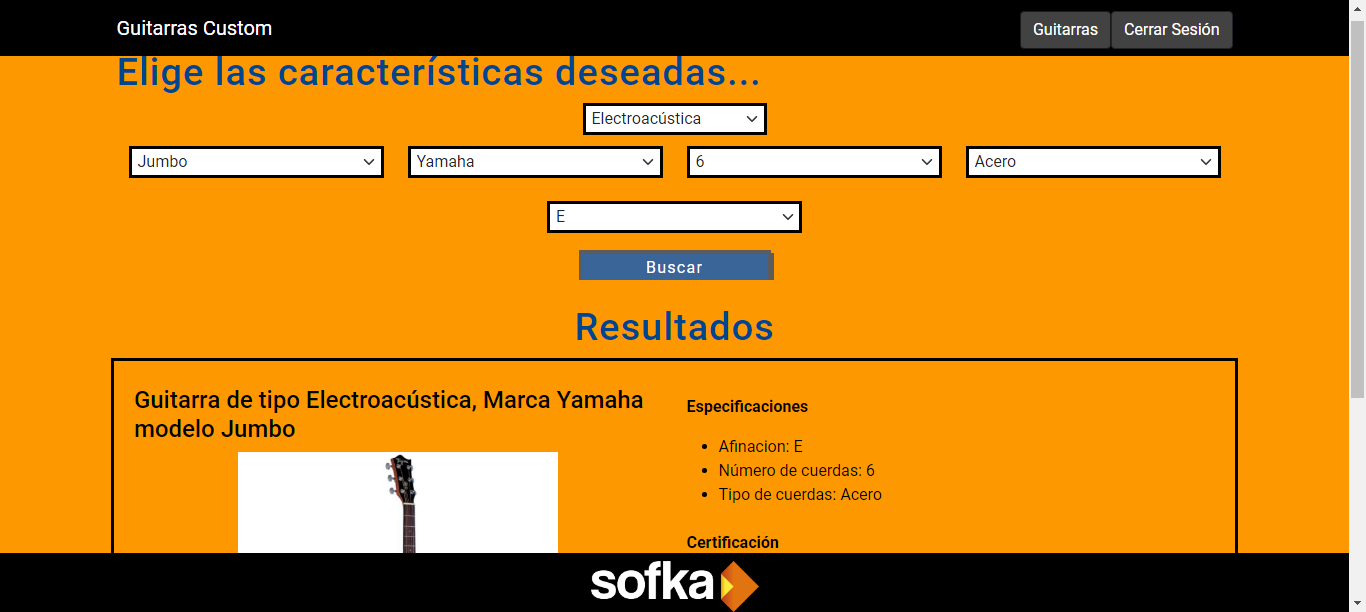 Guitarras Custom
Guitarras
Cerrar Sesión
Elige las características deseadas...
Electroacústica
Jumbo
Yamaha
6
Acero
E
Buscar
Resultados
Guitarra de tipo Electroacústica, Marca Yamaha
modelo Jumbo
Especificaciones
Afinacion: E
Número de cuerdas: 6
Tipo de cuerdas: Acero
Certificación
sofka